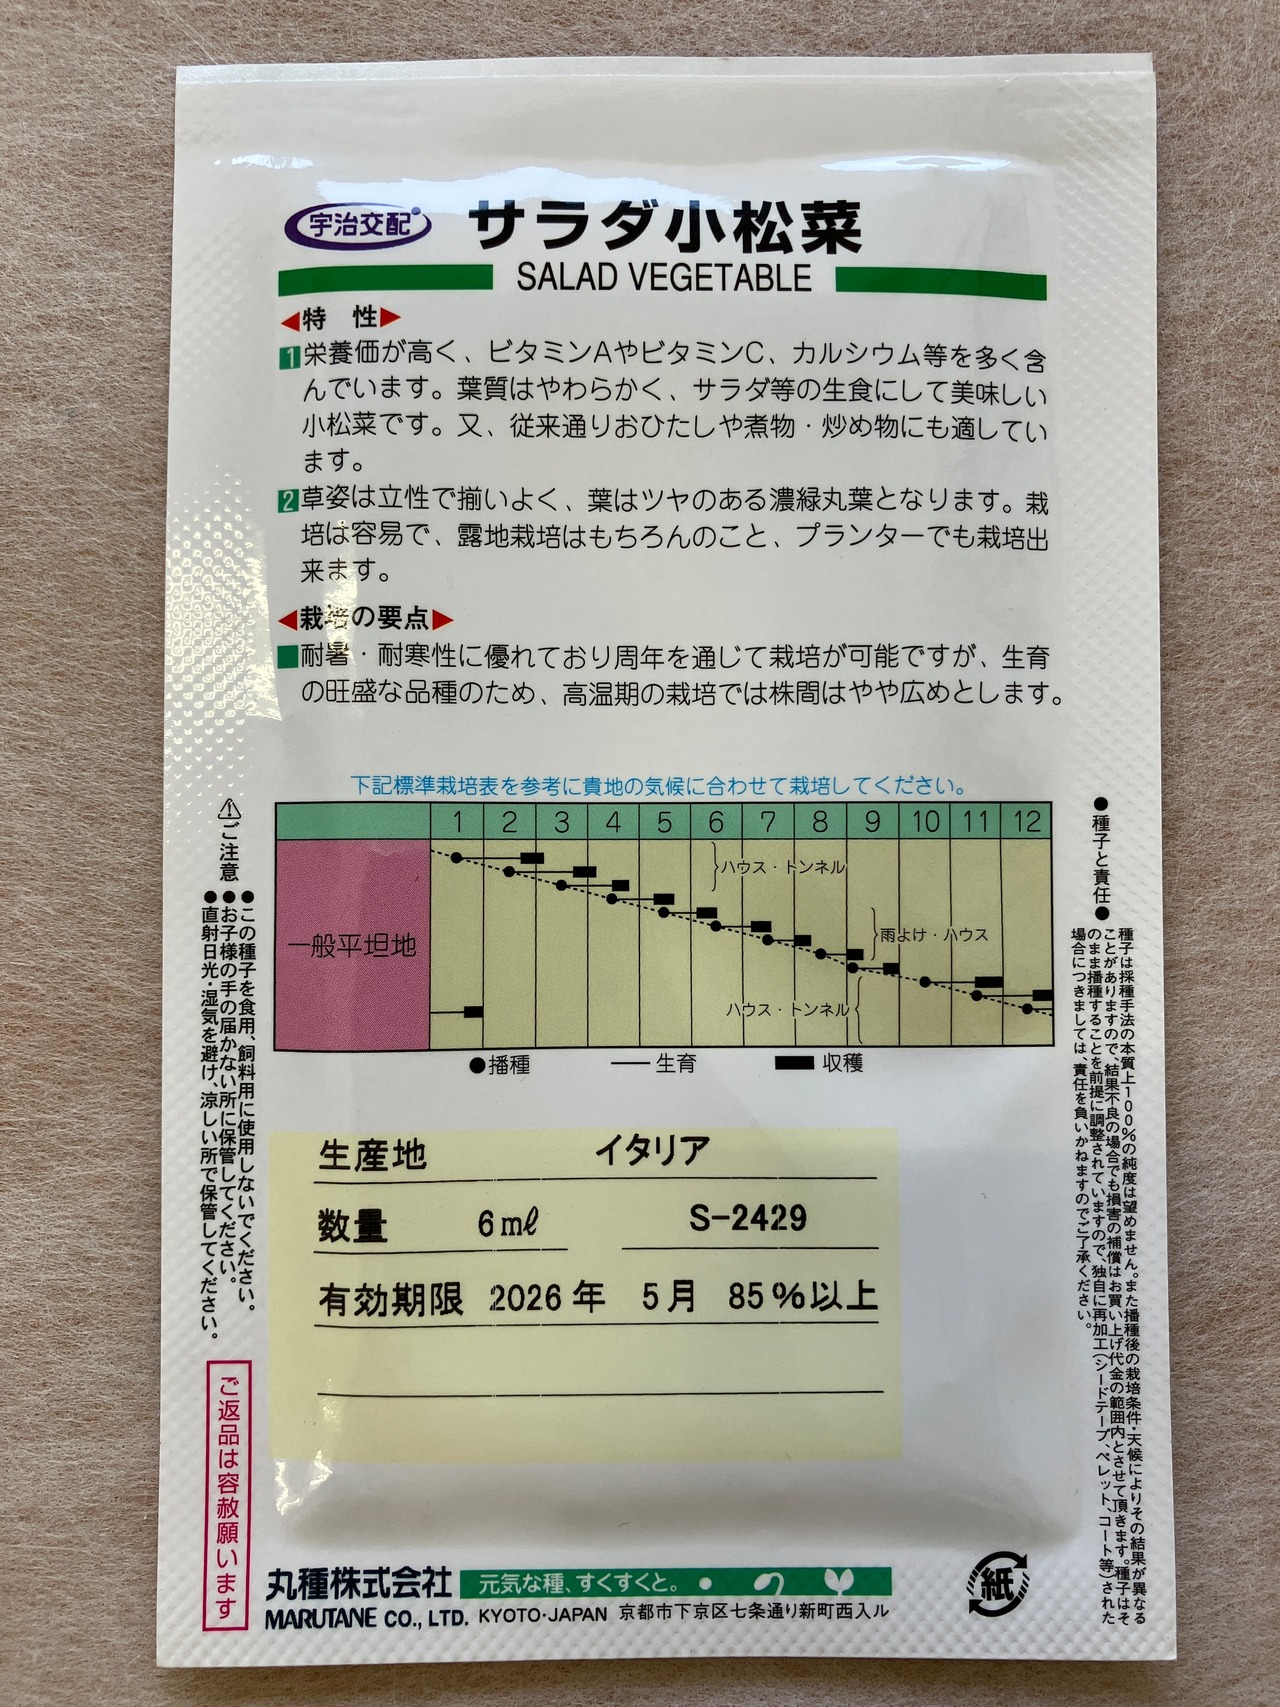 宇治交配 サラダ小松菜
SALAD VEGETABLE
◀特 性▶
1 栄養価が高く、ビタミンAやビタミンC、カルシウム等を多く含
んでいます。葉質はやわらかく、サラダ等の生食にして美味しい
小松菜です。又、従来通りおひたしや煮物・炒め物にも適してい
ます。
2 草姿は立性で揃いよく、葉はツヤのある濃緑丸葉となります。栽
培は容易で、露地栽培はもちろんのこと、プランターでも栽培出
来ます。
◀栽培の要点▶
■耐暑・耐寒性に優れており周年を通じて栽培が可能ですが、生育
の旺盛な品種のため、高温期の栽培では株間はやや広めとします。
下記標準栽培表を参考に貴地の気候に合わせて栽培してください。
1 2 3 4 5 6 7 8 9 10 11 12
一般平坦地
ハウス・トンネル
雨よけ・ハウス
ハウス・トンネル
●播種 ― 生育 ■ 収穫
生産地 イタリア
数量 6mℓ S-2429
有効期限 2026年 5月 85%以上
⚠ご注意
●この種子を食用、飼料用に使用しないでください。
●お子様の手の届かない所に保管してください。
●直射日光・湿気を避け、涼しい所で保管してください。
ご返品は容赦願います
●種子と責任●
種子は採種手法の本質上100%の純度は望めません。また播種後の栽培条件・天候によりその結果が異なる
ことがありますので、結果不良の場合でも損害の補償はお買い上げ代金の範囲内とさせて頂きます。種子はそ
のまま播種することを前提に調整されていますので、独自に再加工(シードテープ、ペレット、コート等)された
場合につきましては、責任を負いかねますのでご了承ください。
丸種株式会社 元気な種、すくすくと。
MARUTANE CO., LTD. KYOTO・JAPAN 京都市下京区七条通り新町西入ル
紙